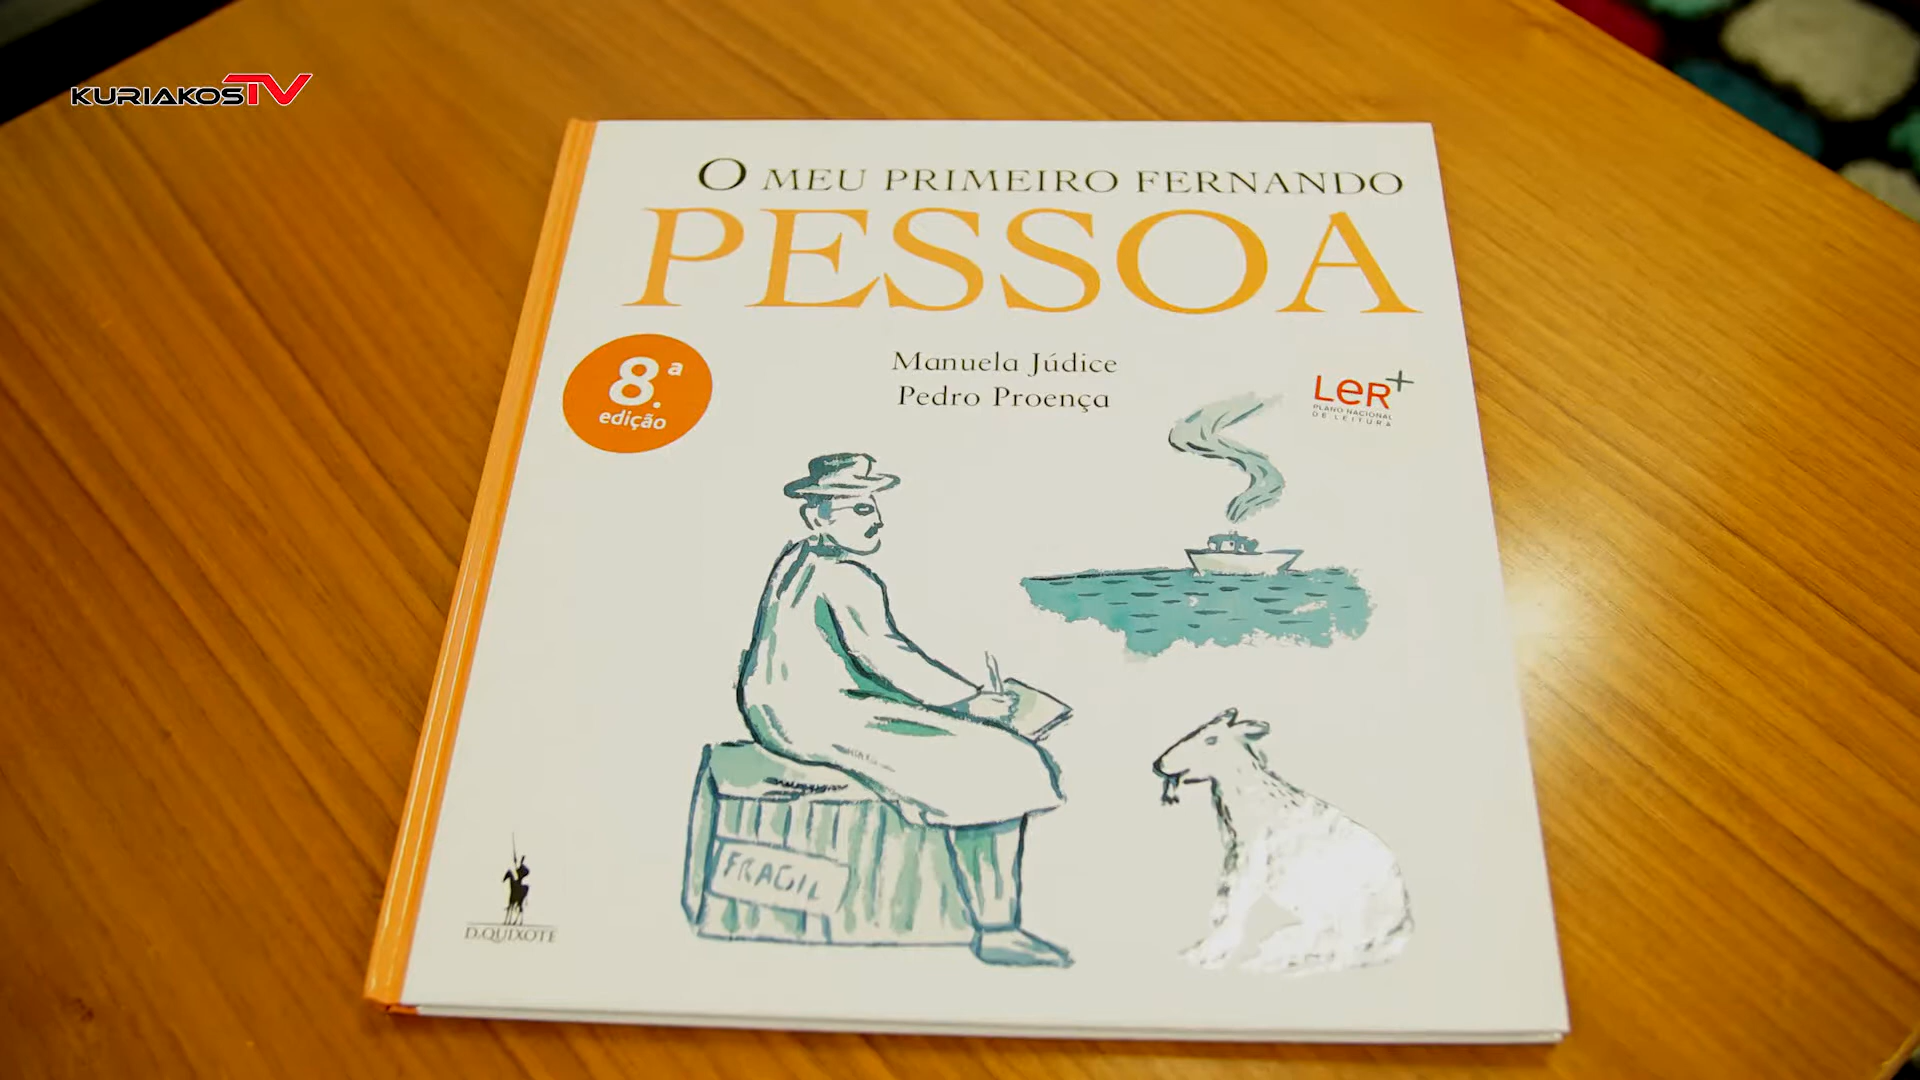 KURIAKOSTV
O MEU PRIMEIRO FERNANDO
PESSOA
8.ª
edição
Manuela Júdice
Pedro Proença
LER+
PLANO NACIONAL
DE LEITURA
FRAGIL
D.QUIXOTE